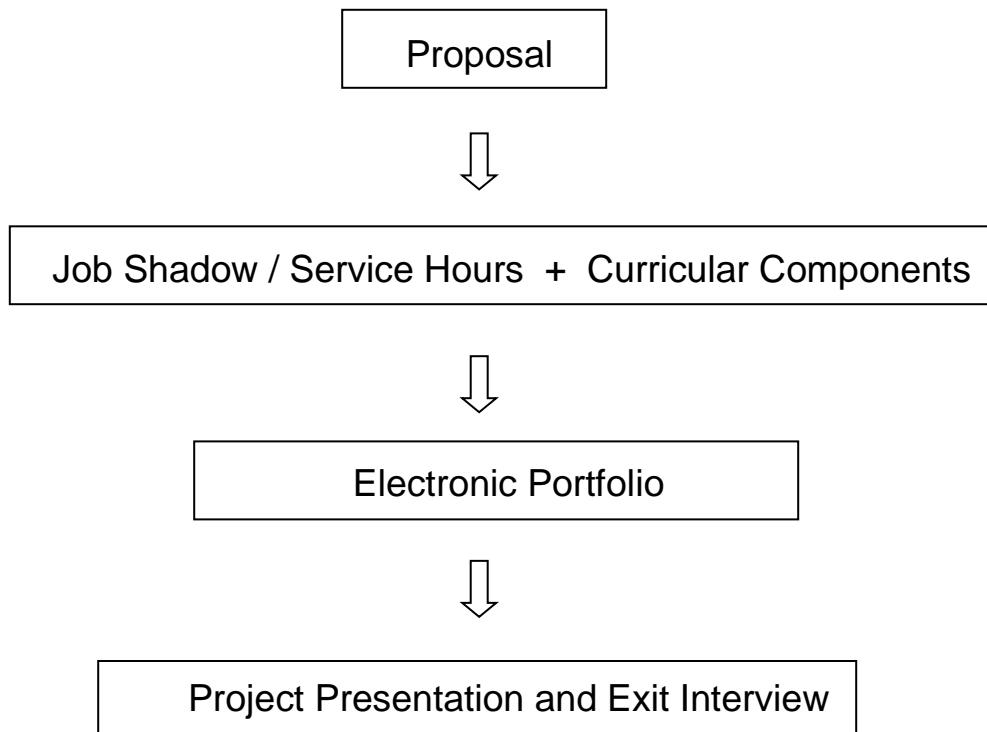 Proposal
Job Shadow / Service Hours + Curricular Components
Electronic Portfolio
Project Presentation and Exit Interview